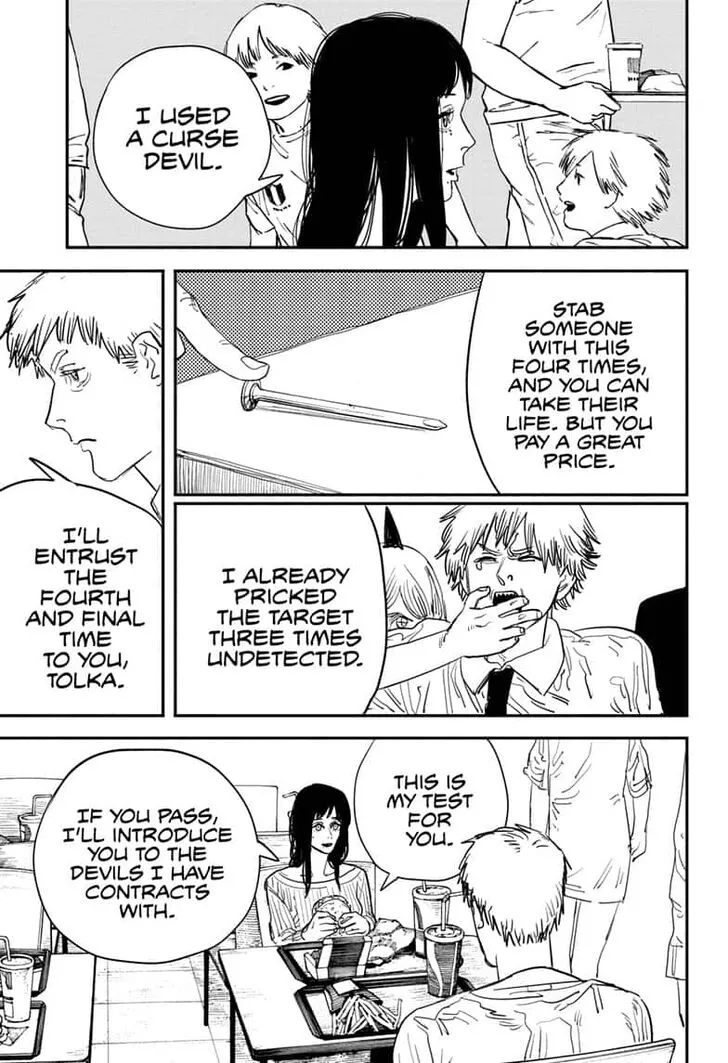 I USED
A CURSE
DEVIL.
STAB
SOMEONE
WITH THIS
FOUR TIMES,
AND YOU CAN
TAKE THEIR
LIFE. BUT YOU
PAY A GREAT
PRICE.
I ALREADY
PRICKED
THE TARGET
THREE TIMES
UNDETECTED.
I'LL
ENTRUST
THE
FOURTH
AND FINAL
TIME
TO YOU,
TOLKA.
THIS IS
MY TEST
FOR
YOU.
IF YOU PASS,
I'LL INTRODUCE
YOU TO THE
DEVILS I HAVE
CONTRACTS
WITH.